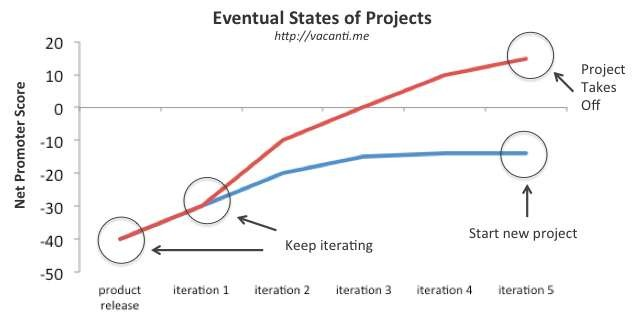 Eventual States of Projects
http://vacanti.me
Net Promoter Score
20
10
0
-10
-20
-30
-40
-50
Project
Takes
Off
Keep iterating
Start new project
product
release
iteration 1
iteration 2
iteration 3
iteration 4
iteration 5